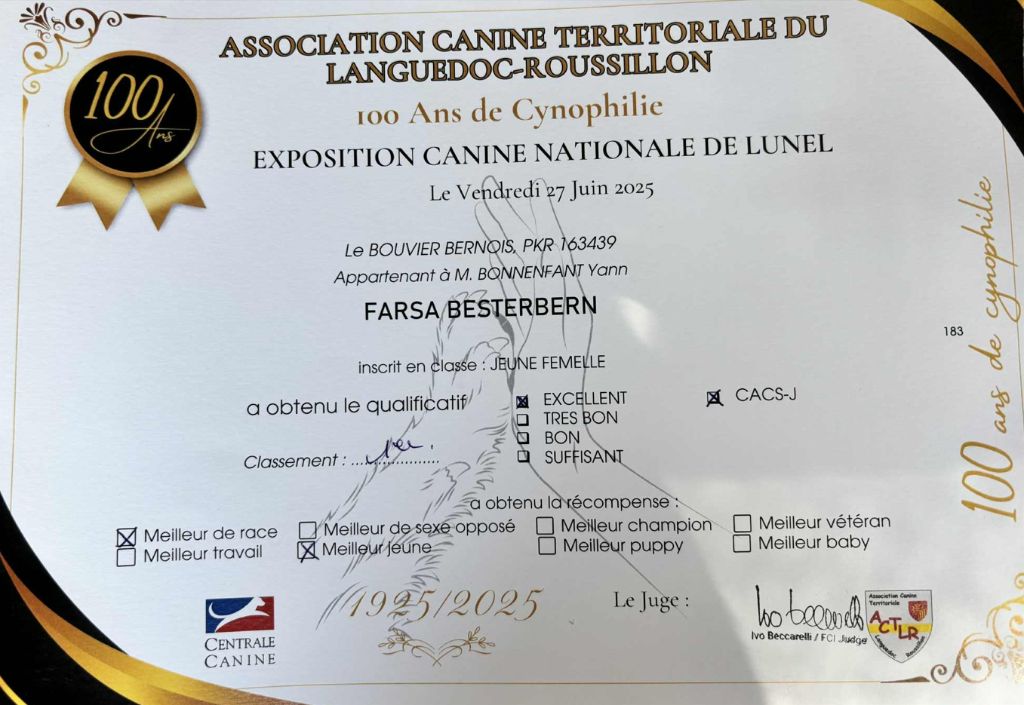 ASSOCIATION CANINE TERRITORIALE DU
LANGUEDOC-ROUSSILLON
100 Ans
100 Ans de Cynophilie
EXPOSITION CANINE NATIONALE DE LUNEL
Le Vendredi 27 Juin 2025
Le BOUVIER BERNOIS, PKR 163439
Appartenant à M. BONNENFANT Yann
FARSA BESTERBERN
183
100 ans de cynophilie
inscrit en classe : JEUNE FEMELLE
a obtenu le qualificatif
EXCELLENT
CACS-J
TRES BON
BON
SUFFISANT
Classement : 1er.
a obtenu la récompense :
Meilleur de race Meilleur de sexe opposé Meilleur champion Meilleur vétéran
Meilleur travail Meilleur jeune Meilleur puppy Meilleur baby
1925/2025
Le Juge :
Ivo Beccarelli / FCI Judge
CENTRALE
CANINE
Association Canine
Territoriale
ACTLR
Languedoc
Roussillon